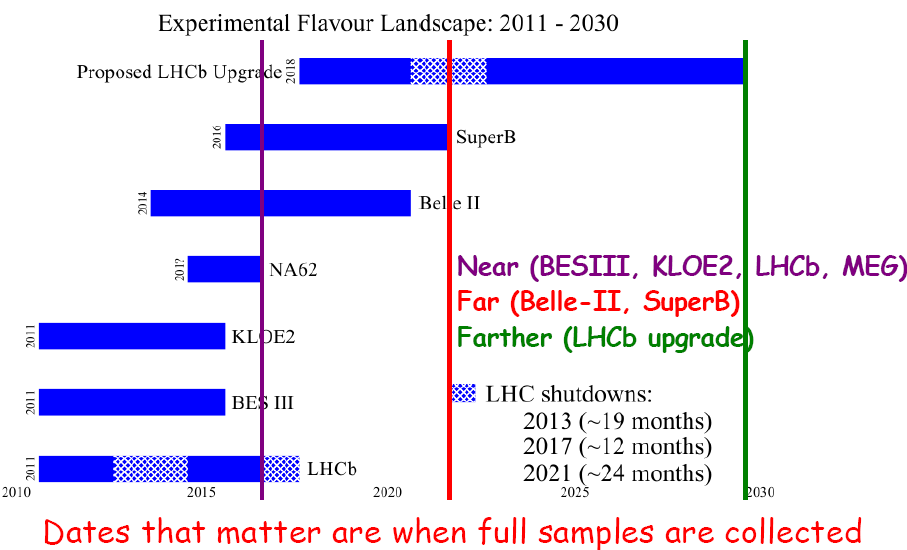 Experimental Flavour Landscape: 2011 - 2030
Proposed LHCb Upgrade
2018
2016
SuperB
2014
Belle II
201?
NA62
Near (BESIII, KLOE2, LHCb, MEG)
Far (Belle-II, SuperB)
Farther (LHCb upgrade)
2011
KLOE2
2011
BES III
LHC shutdowns:
2013 (~19 months)
2017 (~12 months)
2021 (~24 months)
2011
LHCb
2010 2015 2020 2025 2030
Dates that matter are when full samples are collected